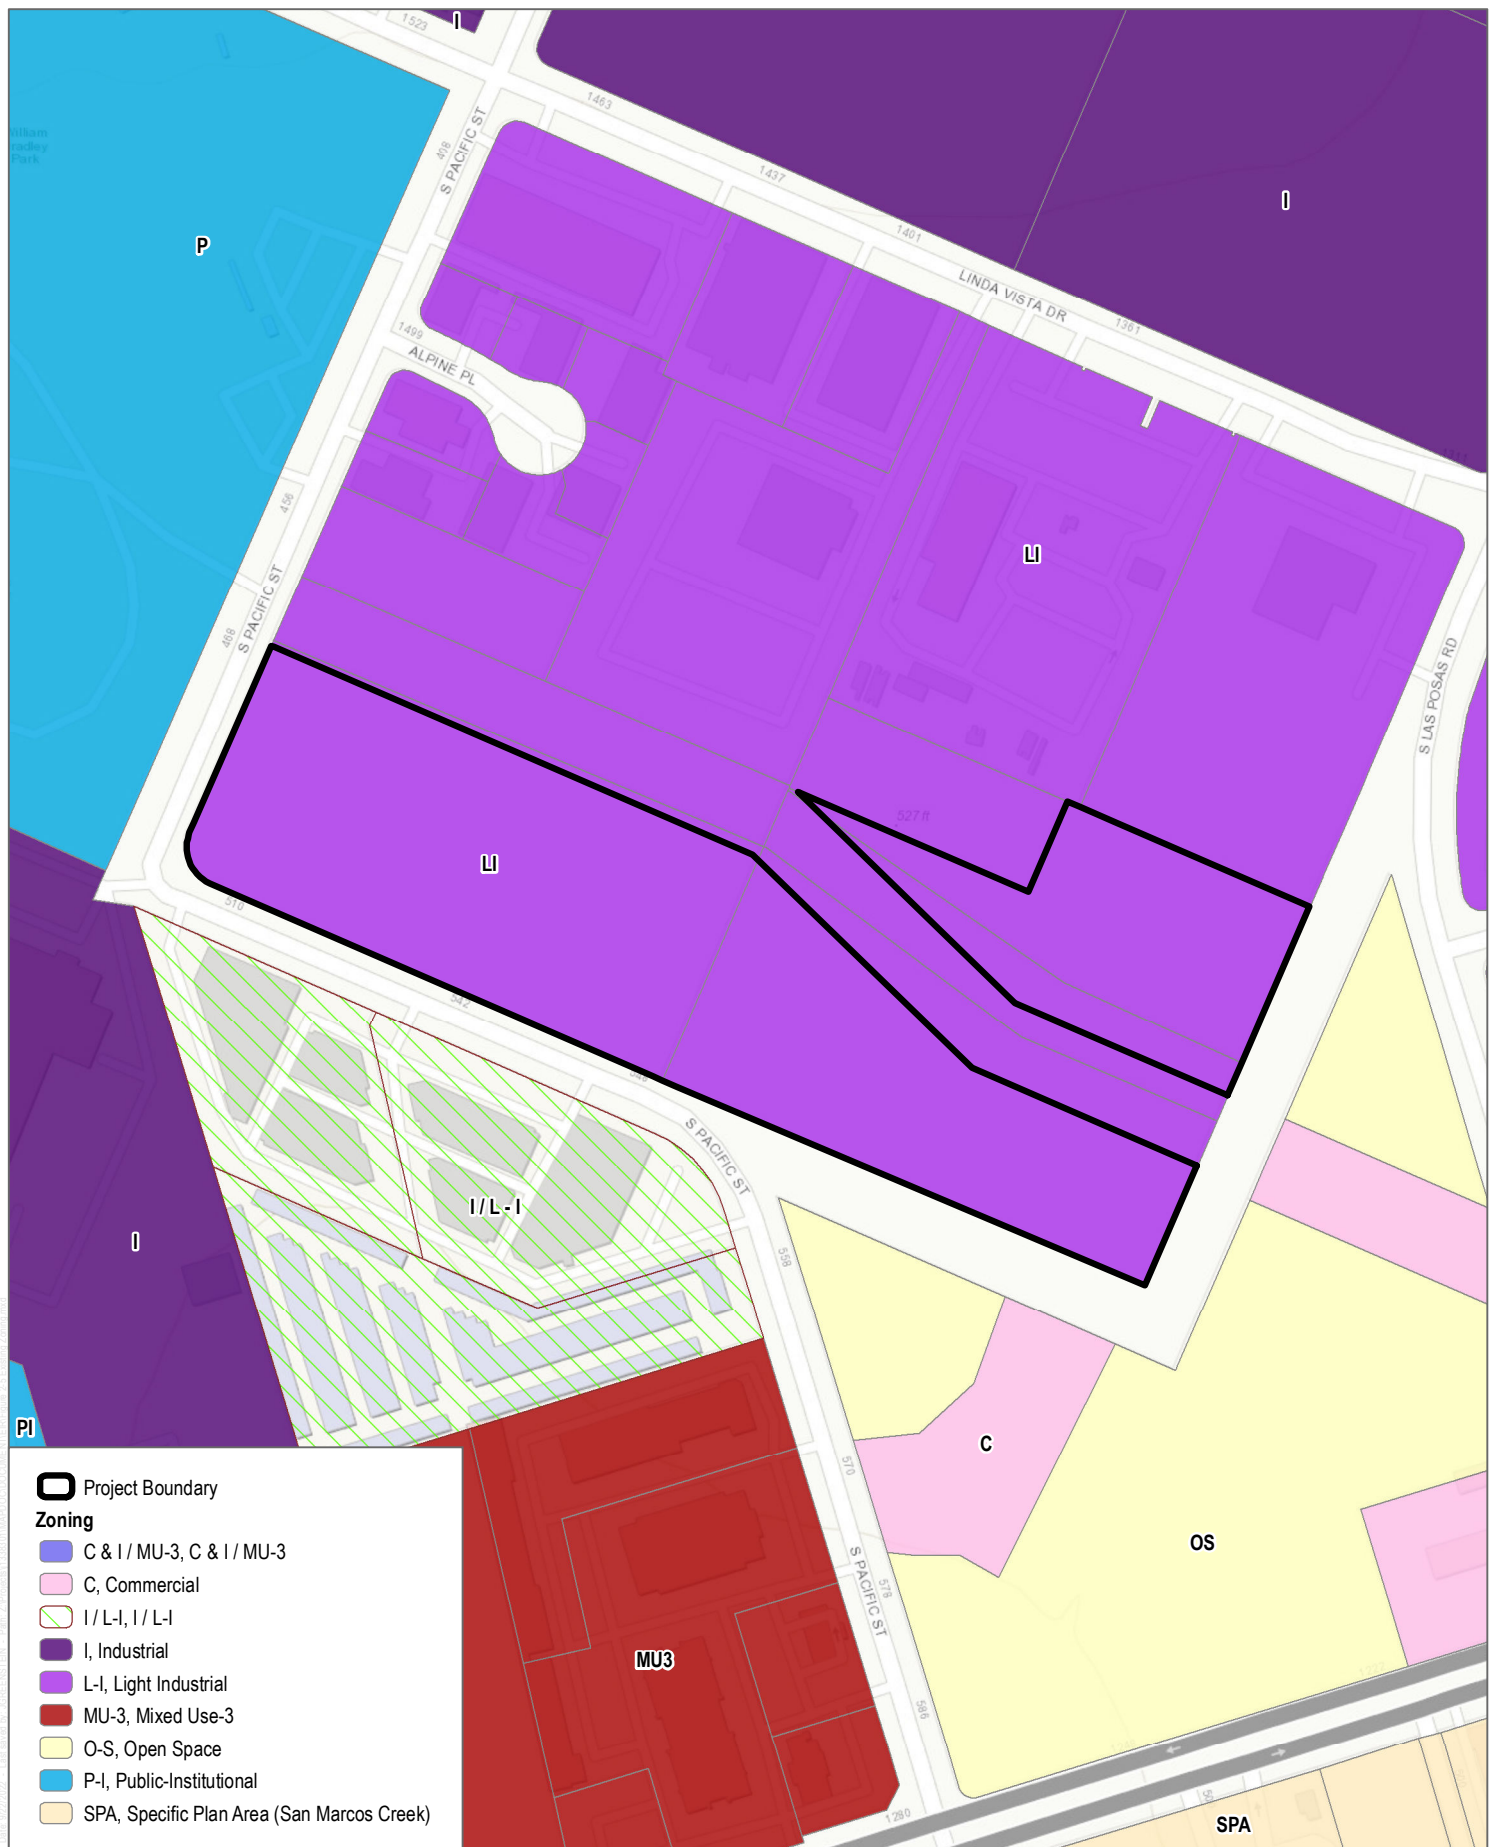 I
1523
1463
S PACIFIC ST
408
1437
I
P
1401
LINDA VISTA DR
1361
1499
ALPINE PL
456
LI
S PACIFIC ST
468
S LAS POSAS RD
527 ft
LI
510
542
S PACIFIC ST
I / L - I
I
558
PI
C
570
OS
S PACIFIC ST
578
MU3
586
1280
SPA
Project Boundary
Zoning
C & I / MU-3, C & I / MU-3
C, Commercial
I / L-I, I / L-I
I, Industrial
L-I, Light Industrial
MU-3, Mixed Use-3
O-S, Open Space
P-I, Public-Institutional
SPA, Specific Plan Area (San Marcos Creek)